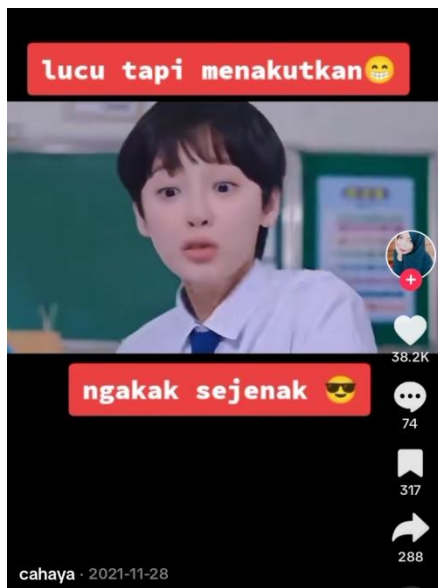 lucu tapi menakutkan😁
38.2K
ngakak sejenak 😎
74
317
288
cahaya · 2021-11-28